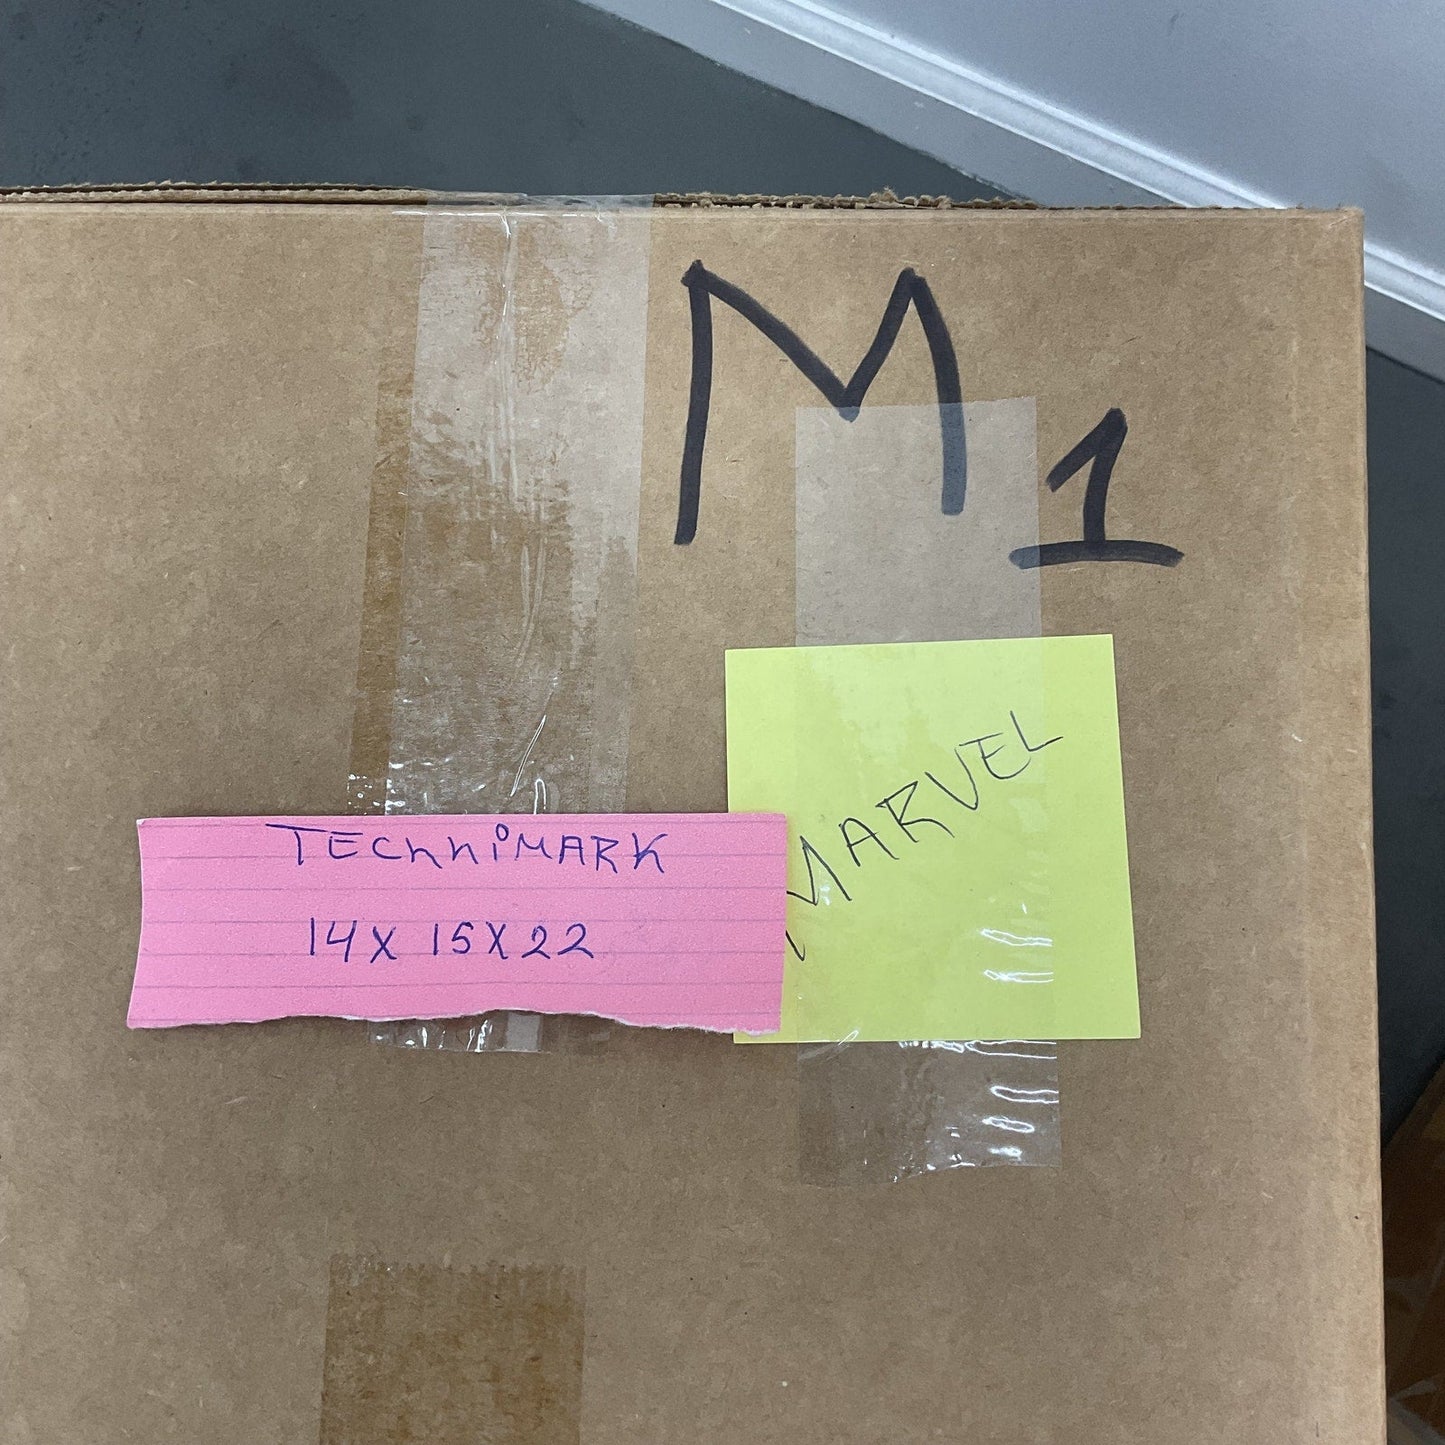 M1
MARVEL
TECHNiMARK
14X 15X22